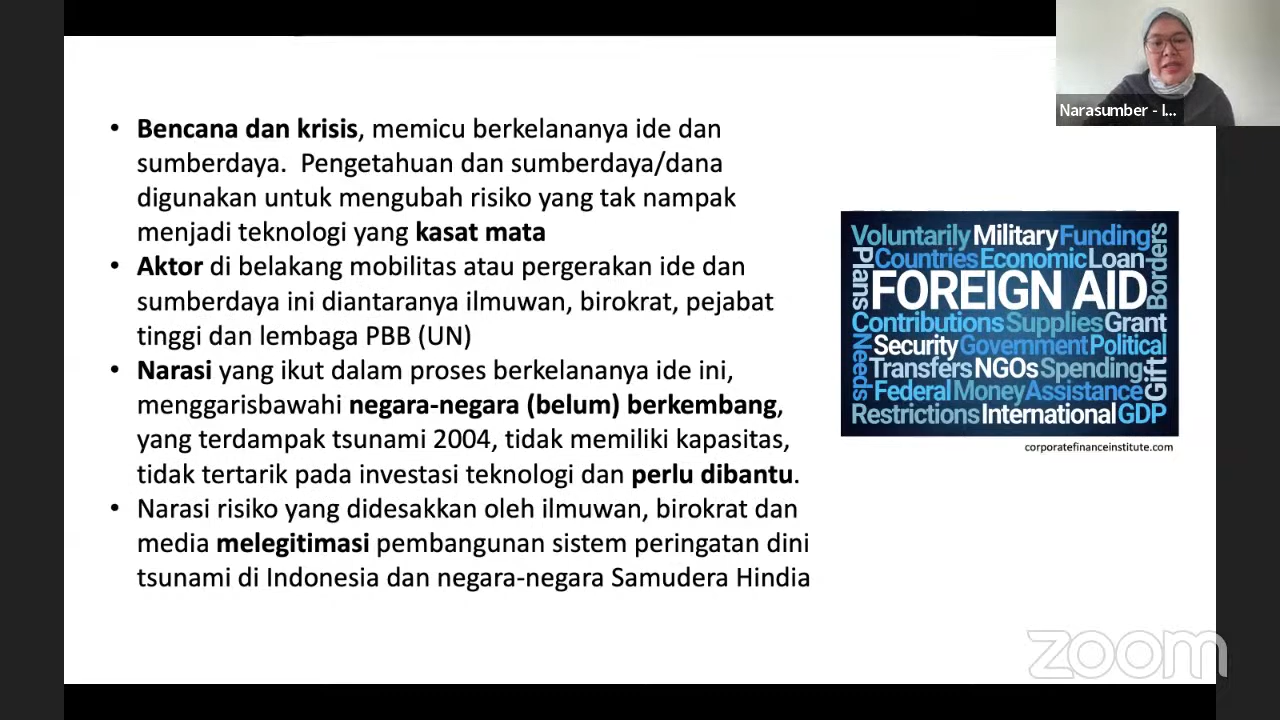 Narasumber - I...
• Bencana dan krisis, memicu berkelananya ide dan
sumberdaya. Pengetahuan dan sumberdaya/dana
digunakan untuk mengubah risiko yang tak nampak
menjadi teknologi yang kasat mata
• Aktor di belakang mobilitas atau pergerakan ide dan
sumberdaya ini diantaranya ilmuwan, birokrat, pejabat
tinggi dan lembaga PBB (UN)
• Narasi yang ikut dalam proses berkelananya ide ini,
menggarisbawahi negara-negara (belum) berkembang,
yang terdampak tsunami 2004, tidak memiliki kapasitas,
tidak tertarik pada investasi teknologi dan perlu dibantu.
• Narasi risiko yang didesakkan oleh ilmuwan, birokrat dan
media melegitimasi pembangunan sistem peringatan dini
tsunami di Indonesia dan negara-negara Samudera Hindia
Voluntarily Military Funding
Plans
Countries Economic Loan
Borders
FOREIGN AID
Contributions Supplies Grant
Needs
Security Government Political
Transfers NGOs Spending
Gift
Federal Money Assistance
Restrictions International GDP
corporatefinanceinstitute.com
zoom